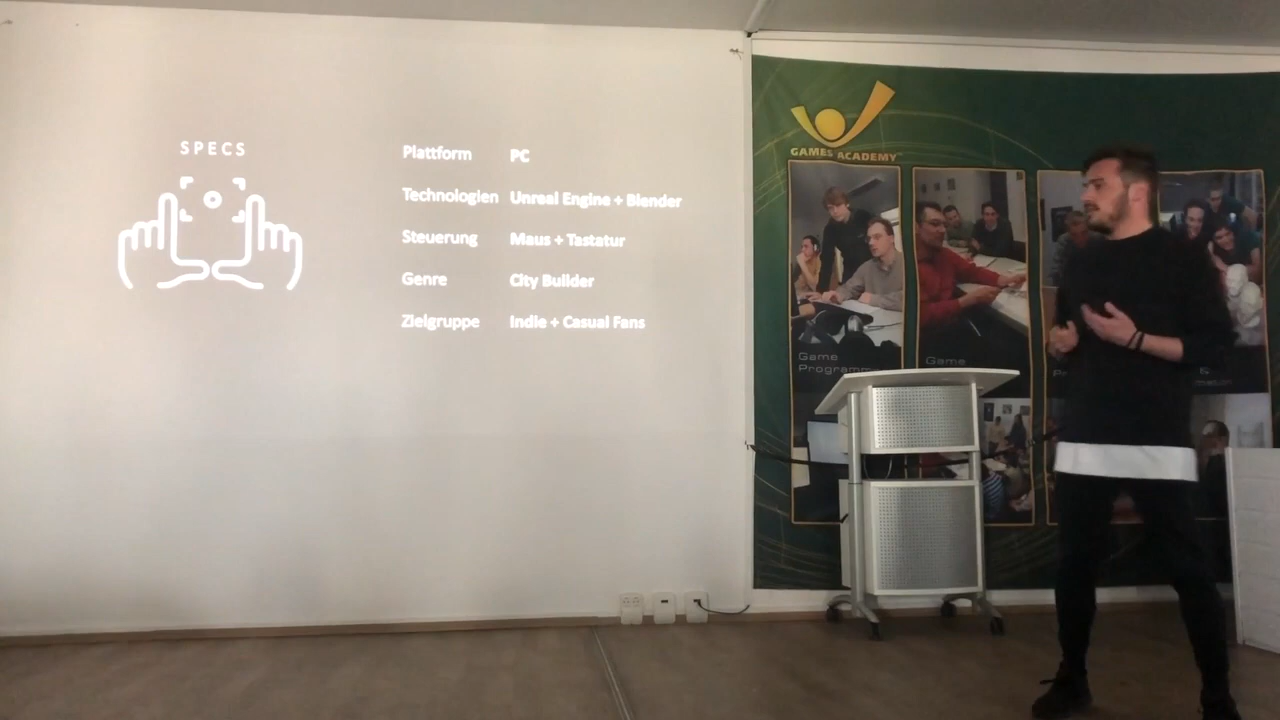 SPECS
Plattform PC
Technologien Unreal Engine + Blender
Steuerung Maus + Tastatur
Genre City Builder
Zielgruppe Indie + Casual Fans
GAMES ACADEMY
Game
Game